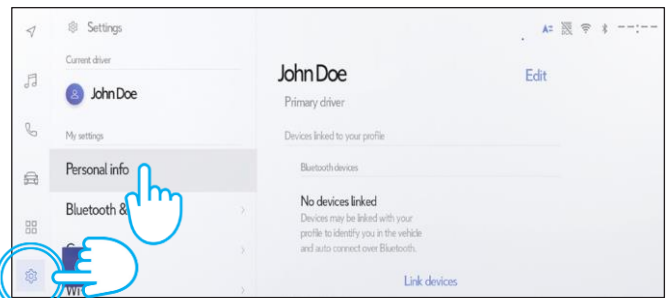 Settings
Current driver
John Doe
My settings
Personal info
Bluetooth &
John Doe
Edit
Primary driver
Devices linked to your profile
Bluetooth devices
No devices linked
Devices may be linked with your
profile to identify you in the vehicle
and auto connect over Bluetooth.
Link devices
--:--